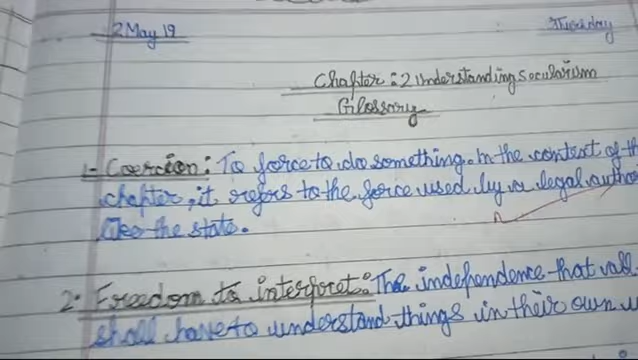 2 May 19
Tuesday
Chapter : 2 Understanding Secularism
Glossary
1- Coercion : To force to do something. In the context of th
chapter, it refers to the force used by a legal autho
like the state.
2. Freedom to interpret : The independence that
shall have to understand things in their own w